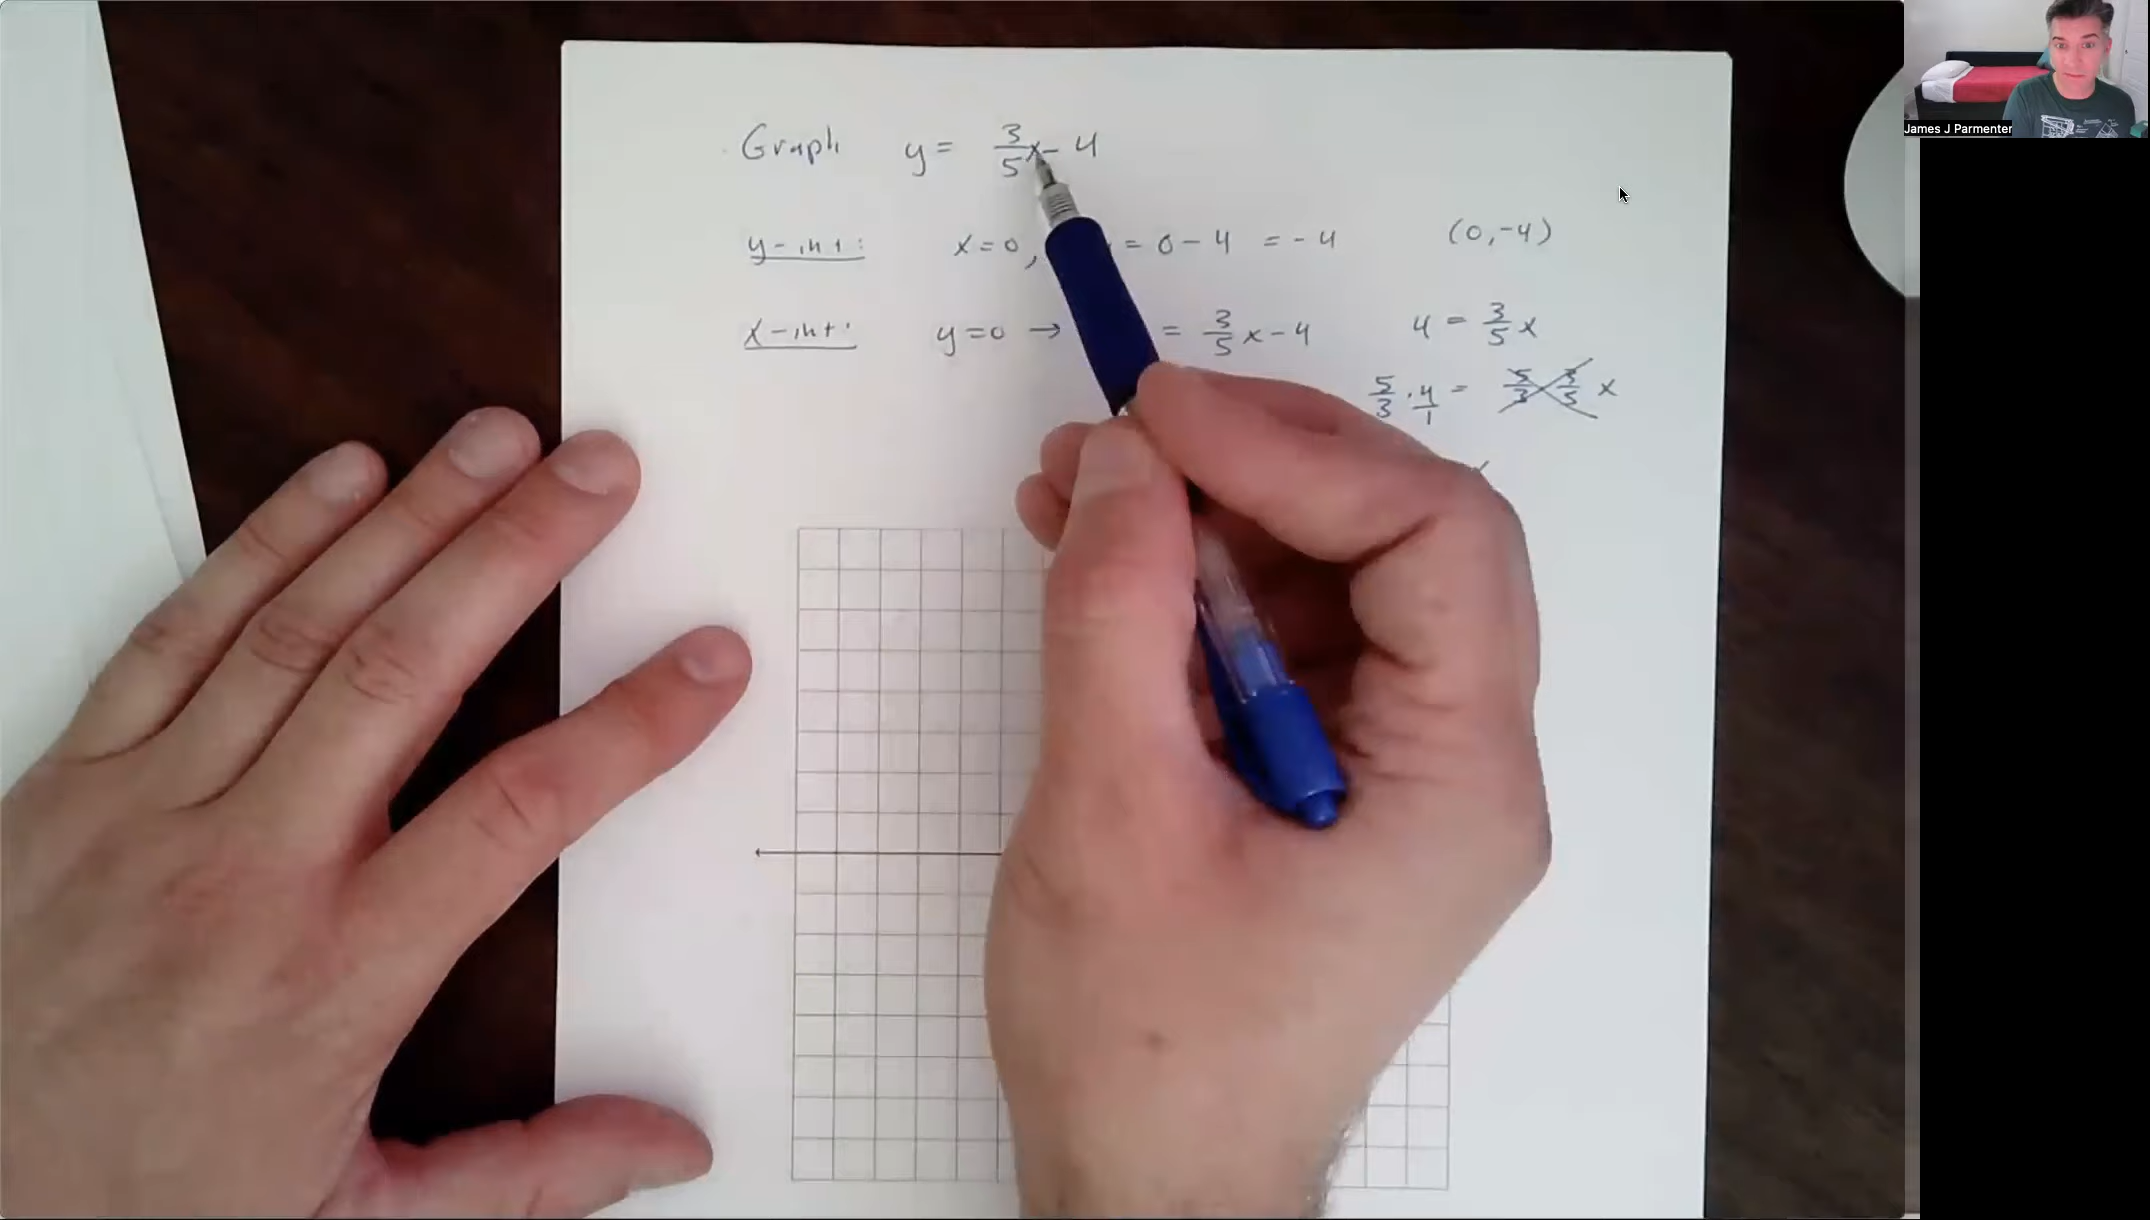 Graph y = 3/5 x - 4
y-int: x=0, = 0-4 = -4 (0,-4)
x-int: y=0 → = 3/5 x - 4 4 = 3/5 x
5/3 · 4/1 = 5/3 3/5 x
James J Parmenter